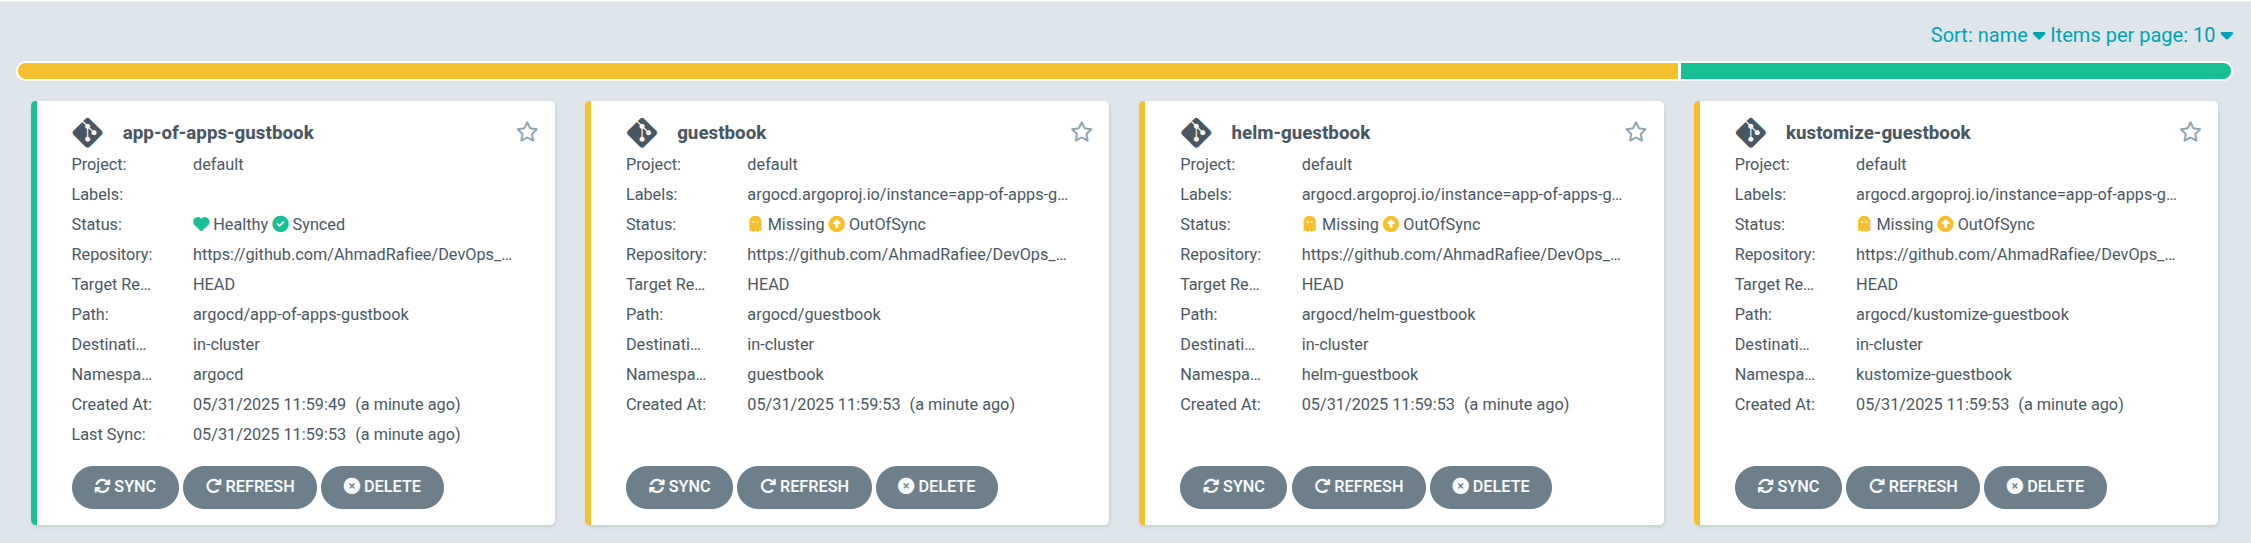 Sort: name Items per page: 10
app-of-apps-gustbook
Project: default
Labels:
Status: Healthy Synced
Repository: https://github.com/AhmadRafiee/DevOps_...
Target Re... HEAD
Path: argocd/app-of-apps-gustbook
Destinati... in-cluster
Namespa... argocd
Created At: 05/31/2025 11:59:49 (a minute ago)
Last Sync: 05/31/2025 11:59:53 (a minute ago)
SYNC REFRESH DELETE
guestbook
Project: default
Labels: argocd.argoproj.io/instance=app-of-apps-g...
Status: Missing OutOfSync
Repository: https://github.com/AhmadRafiee/DevOps_...
Target Re... HEAD
Path: argocd/guestbook
Destinati... in-cluster
Namespa... guestbook
Created At: 05/31/2025 11:59:53 (a minute ago)
SYNC REFRESH DELETE
helm-guestbook
Project: default
Labels: argocd.argoproj.io/instance=app-of-apps-g...
Status: Missing OutOfSync
Repository: https://github.com/AhmadRafiee/DevOps_...
Target Re... HEAD
Path: argocd/helm-guestbook
Destinati... in-cluster
Namespa... helm-guestbook
Created At: 05/31/2025 11:59:53 (a minute ago)
SYNC REFRESH DELETE
kustomize-guestbook
Project: default
Labels: argocd.argoproj.io/instance=app-of-apps-g...
Status: Missing OutOfSync
Repository: https://github.com/AhmadRafiee/DevOps_...
Target Re... HEAD
Path: argocd/kustomize-guestbook
Destinati... in-cluster
Namespa... kustomize-guestbook
Created At: 05/31/2025 11:59:53 (a minute ago)
SYNC REFRESH DELETE